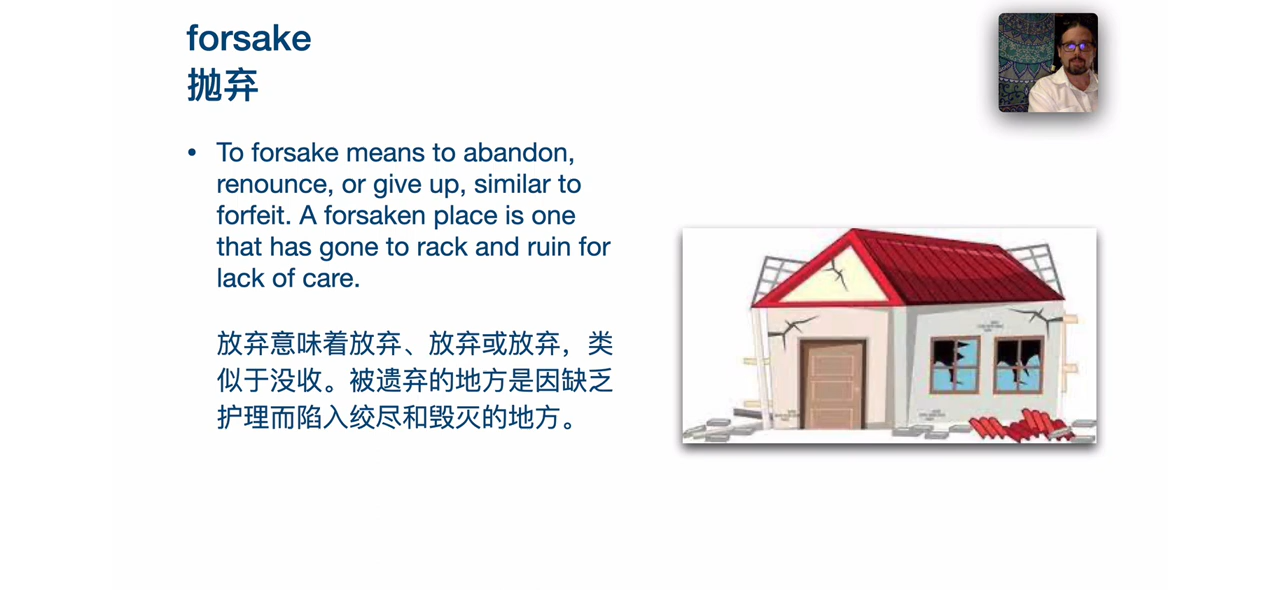 forsake
抛弃
• To forsake means to abandon,
renounce, or give up, similar to
forfeit. A forsaken place is one
that has gone to rack and ruin for
lack of care.
放弃意味着放弃、放弃或放弃，类
似于没收。被遗弃的地方是因缺乏
护理而陷入绞尽和毁灭的地方。